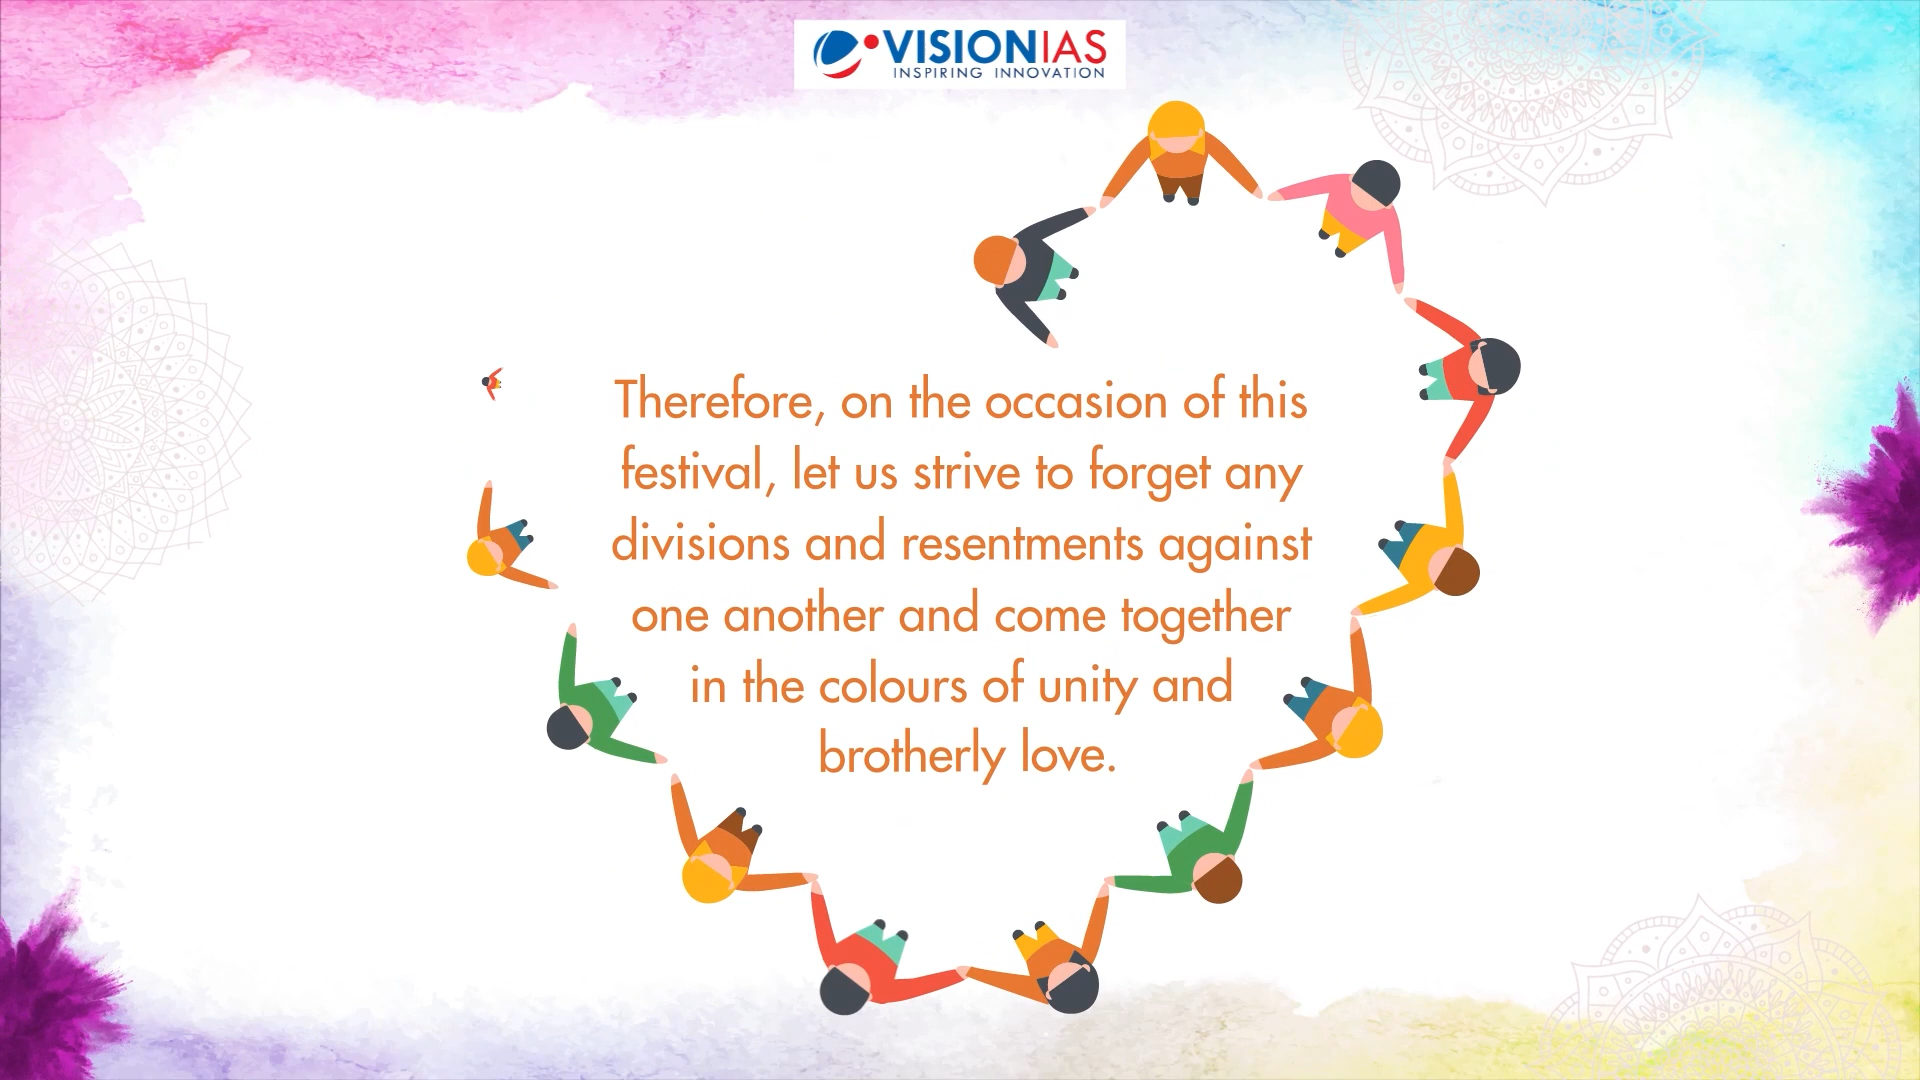 VISIONIAS
INSPIRING INNOVATION
Therefore, on the occasion of this
festival, let us strive to forget any
divisions and resentments against
one another and come together
in the colours of unity and
brotherly love.